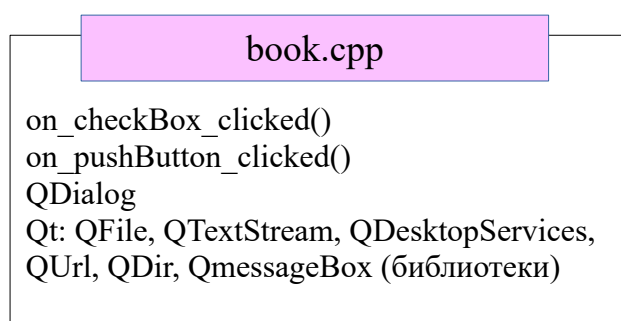 book.cpp
on_checkBox_clicked()
on_pushButton_clicked()
QDialog
Qt: QFile, QTextStream, QDesktopServices,
QUrl, QDir, QmessageBox (библиотеки)